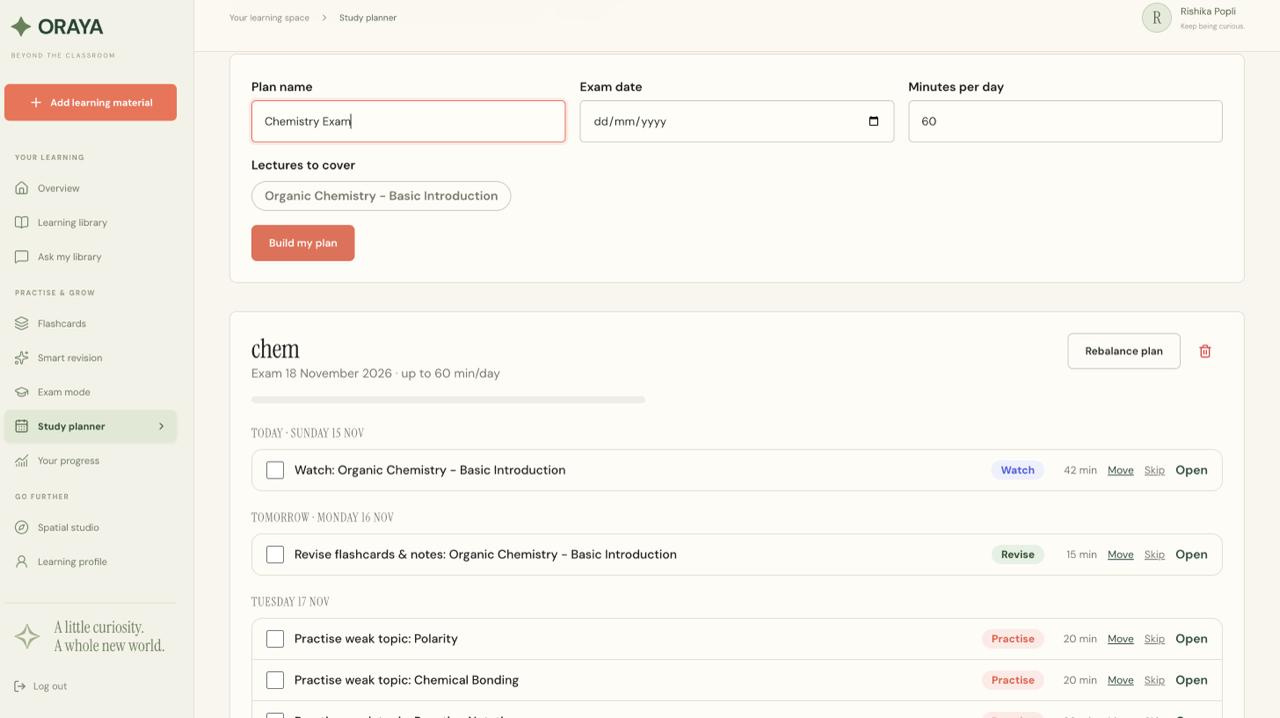 ORAYA
BEYOND THE CLASSROOM
+ Add learning material
YOUR LEARNING
Overview
Learning library
Ask my library
PRACTISE & GROW
Flashcards
Smart revision
Exam mode
Study planner
Your progress
GO FURTHER
Spatial studio
Learning profile
A little curiosity.
A whole new world.
Log out
Your learning space > Study planner
R
Rishika Popli
Keep being curious.
Plan name
Chemistry Exam
Exam date
dd/mm/yyyy
Minutes per day
60
Lectures to cover
Organic Chemistry - Basic Introduction
Build my plan
chem
Exam 18 November 2026 · up to 60 min/day
Rebalance plan
TODAY · SUNDAY 15 NOV
Watch: Organic Chemistry - Basic Introduction Watch 42 min Move Skip Open
TOMORROW · MONDAY 16 NOV
Revise flashcards & notes: Organic Chemistry - Basic Introduction Revise 15 min Move Skip Open
TUESDAY 17 NOV
Practise weak topic: Polarity Practise 20 min Move Skip Open
Practise weak topic: Chemical Bonding Practise 20 min Move Skip Open